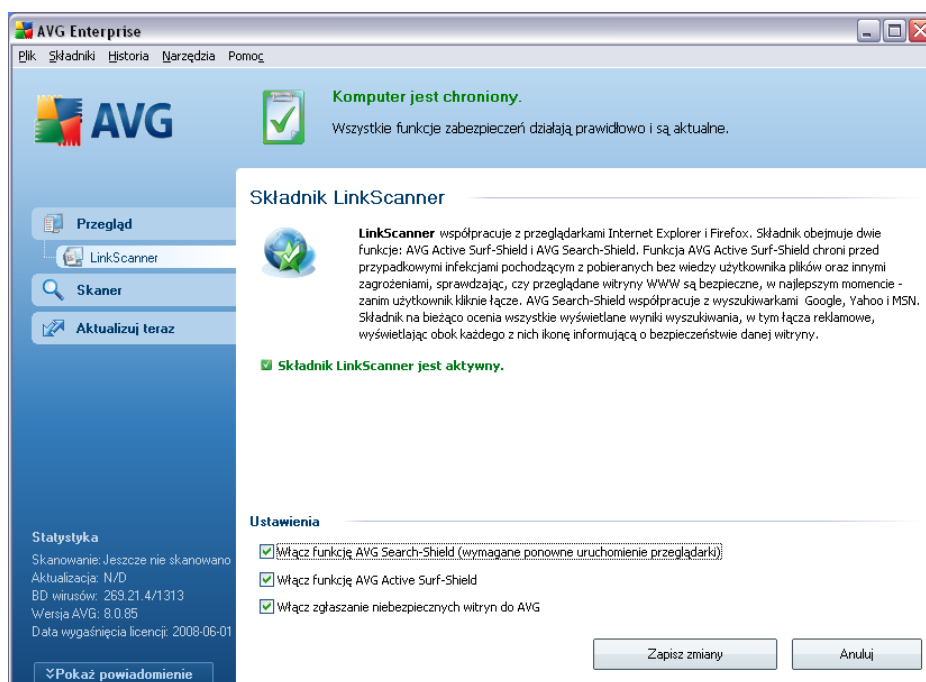 AVG Enterprise
Plik Składniki Historia Narzędzia Pomoc
AVG
Komputer jest chroniony.
Wszystkie funkcje zabezpieczeń działają prawidłowo i są aktualne.
Przegląd
LinkScanner
Skaner
Aktualizuj teraz
Składnik LinkScanner
LinkScanner współpracuje z przeglądarkami Internet Explorer i Firefox. Składnik obejmuje dwie
funkcje: AVG Active Surf-Shield i AVG Search-Shield. Funkcja AVG Active Surf-Shield chroni przed
przypadkowymi infekcjami pochodzącym z pobieranych bez wiedzy użytkownika plików oraz innymi
zagrożeniami, sprawdzając, czy przeglądane witryny WWW są bezpieczne, w najlepszym momencie -
zanim użytkownik kliknie łącze. AVG Search-Shield współpracuje z wyszukiwarkami Google, Yahoo i MSN.
Składnik na bieżąco ocenia wszystkie wyświetlane wyniki wyszukiwania, w tym łącza reklamowe,
wyświetlając obok każdego z nich ikonę informującą o bezpieczeństwie danej witryny.
Składnik LinkScanner jest aktywny.
Ustawienia
Włącz funkcję AVG Search-Shield (wymagane ponowne uruchomienie przeglądarki)
Włącz funkcję AVG Active Surf-Shield
Włącz zgłaszanie niebezpiecznych witryn do AVG
Zapisz zmiany
Anuluj
Statystyka
Skanowanie: Jeszcze nie skanowano
Aktualizacja: N/D
BD wirusów: 269.21.4/1313
Wersja AVG: 8.0.85
Data wygaśnięcia licencji: 2008-06-01
Pokaż powiadomienie